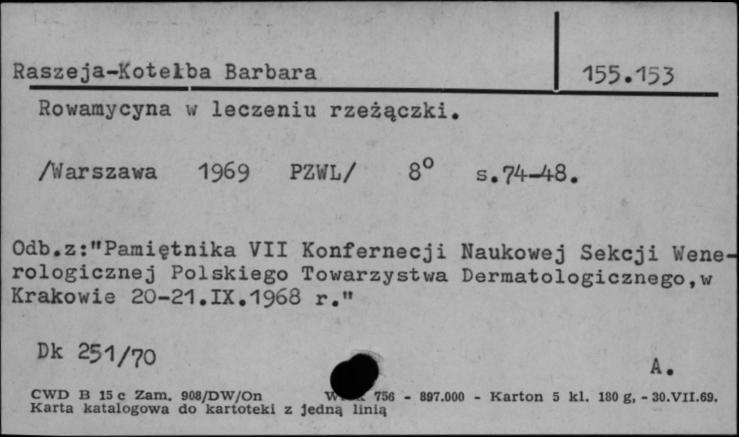 Raszeja-Kotełba Barbara 155.153
Rowamycyna w leczeniu rzeżączki.
/Warszawa 1969 PZWL/ 8° s.74-48.
Odb.z:"Pamiętnika VII Konfernecji Naukowej Sekcji Wene-
rologicznej Polskiego Towarzystwa Dermatologicznego,w
Krakowie 20-21.IX.1968 r."
Dk 251/70 A.
CWD B 15 c Zam. 908/DW/On 756 - 897.000 - Karton 5 kl. 180 g, - 30.VII.69.
Karta katalogowa do kartoteki z jedną linią